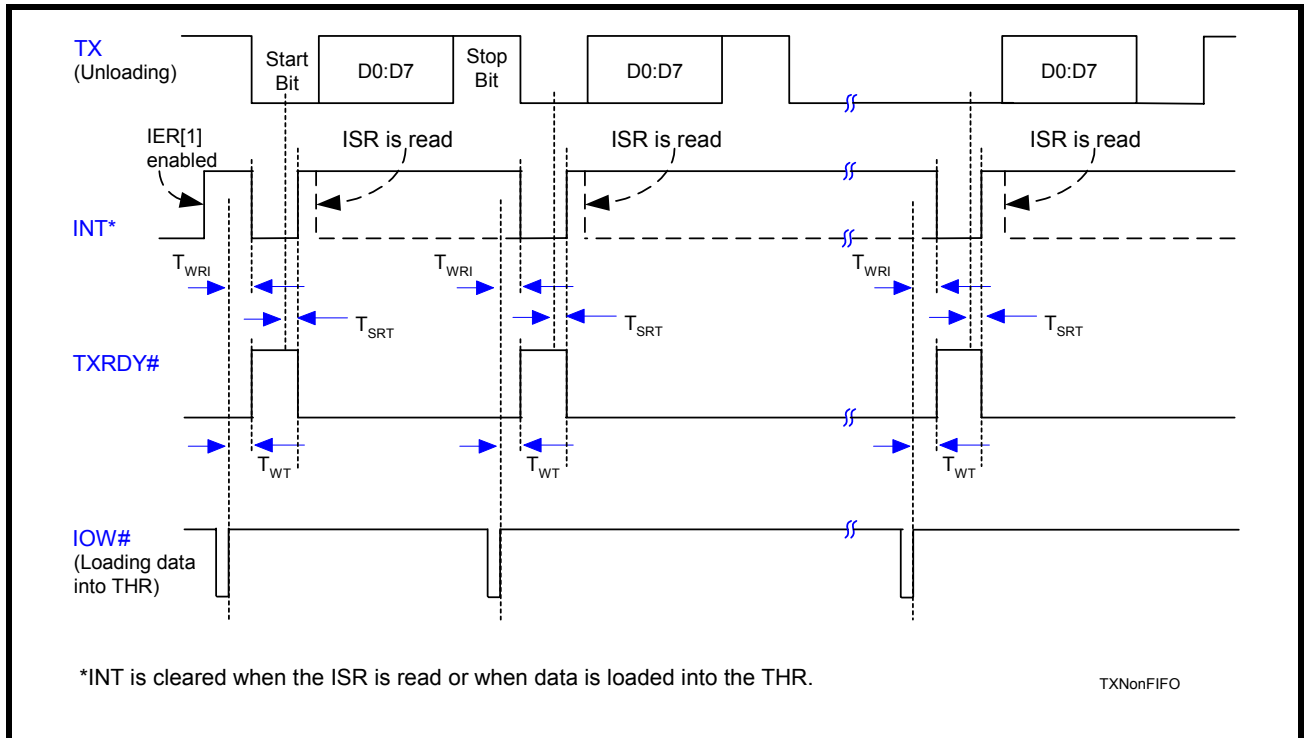 TX
(Unloading)
Start
Bit
D0:D7
Stop
Bit
D0:D7
D0:D7
IER[1]
enabled
ISR is read
ISR is read
ISR is read
INT*
TWRI
TWRI
TWRI
TSRT
TSRT
TSRT
TXRDY#
TWT
TWT
TWT
IOW#
(Loading data
into THR)
*INT is cleared when the ISR is read or when data is loaded into the THR.
TXNonFIFO